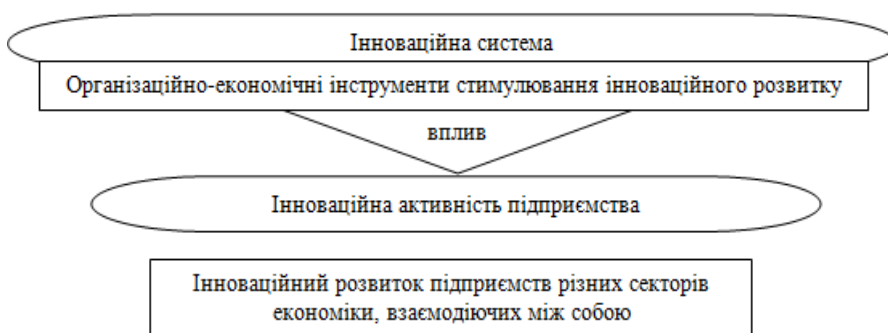 Інноваційна система
Організаційно-економічні інструменти стимулювання інноваційного розвитку
вплив
Інноваційна активність підприємства
Інноваційний розвиток підприємств різних секторів
економіки, взаємодіючих між собою